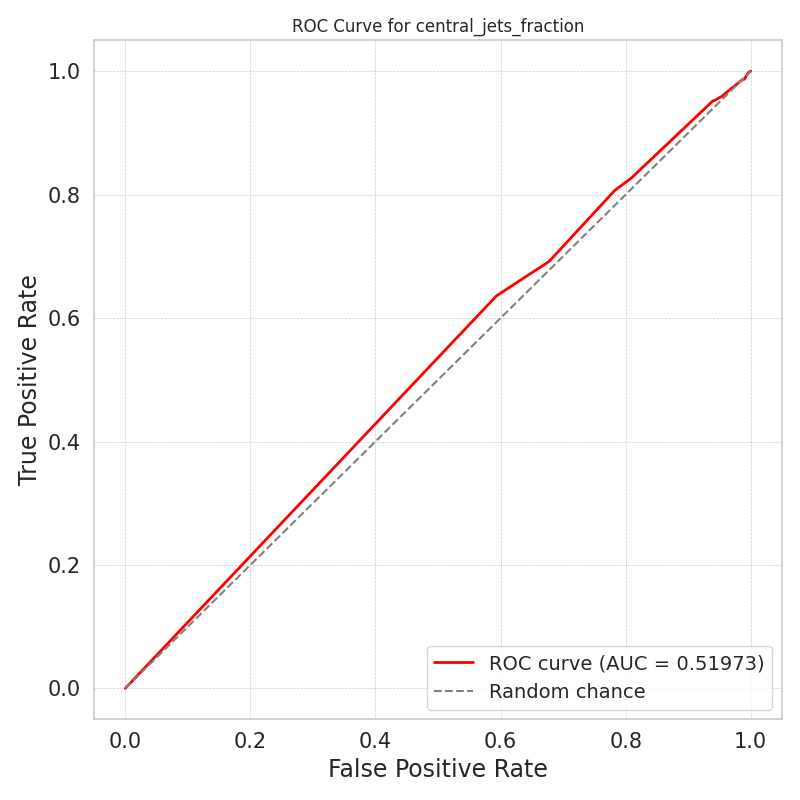 ROC Curve for central_jets_fraction
True Positive Rate
1.0
0.8
0.6
0.4
0.2
0.0
ROC curve (AUC = 0.51973)
Random chance
0.0 0.2 0.4 0.6 0.8 1.0
False Positive Rate